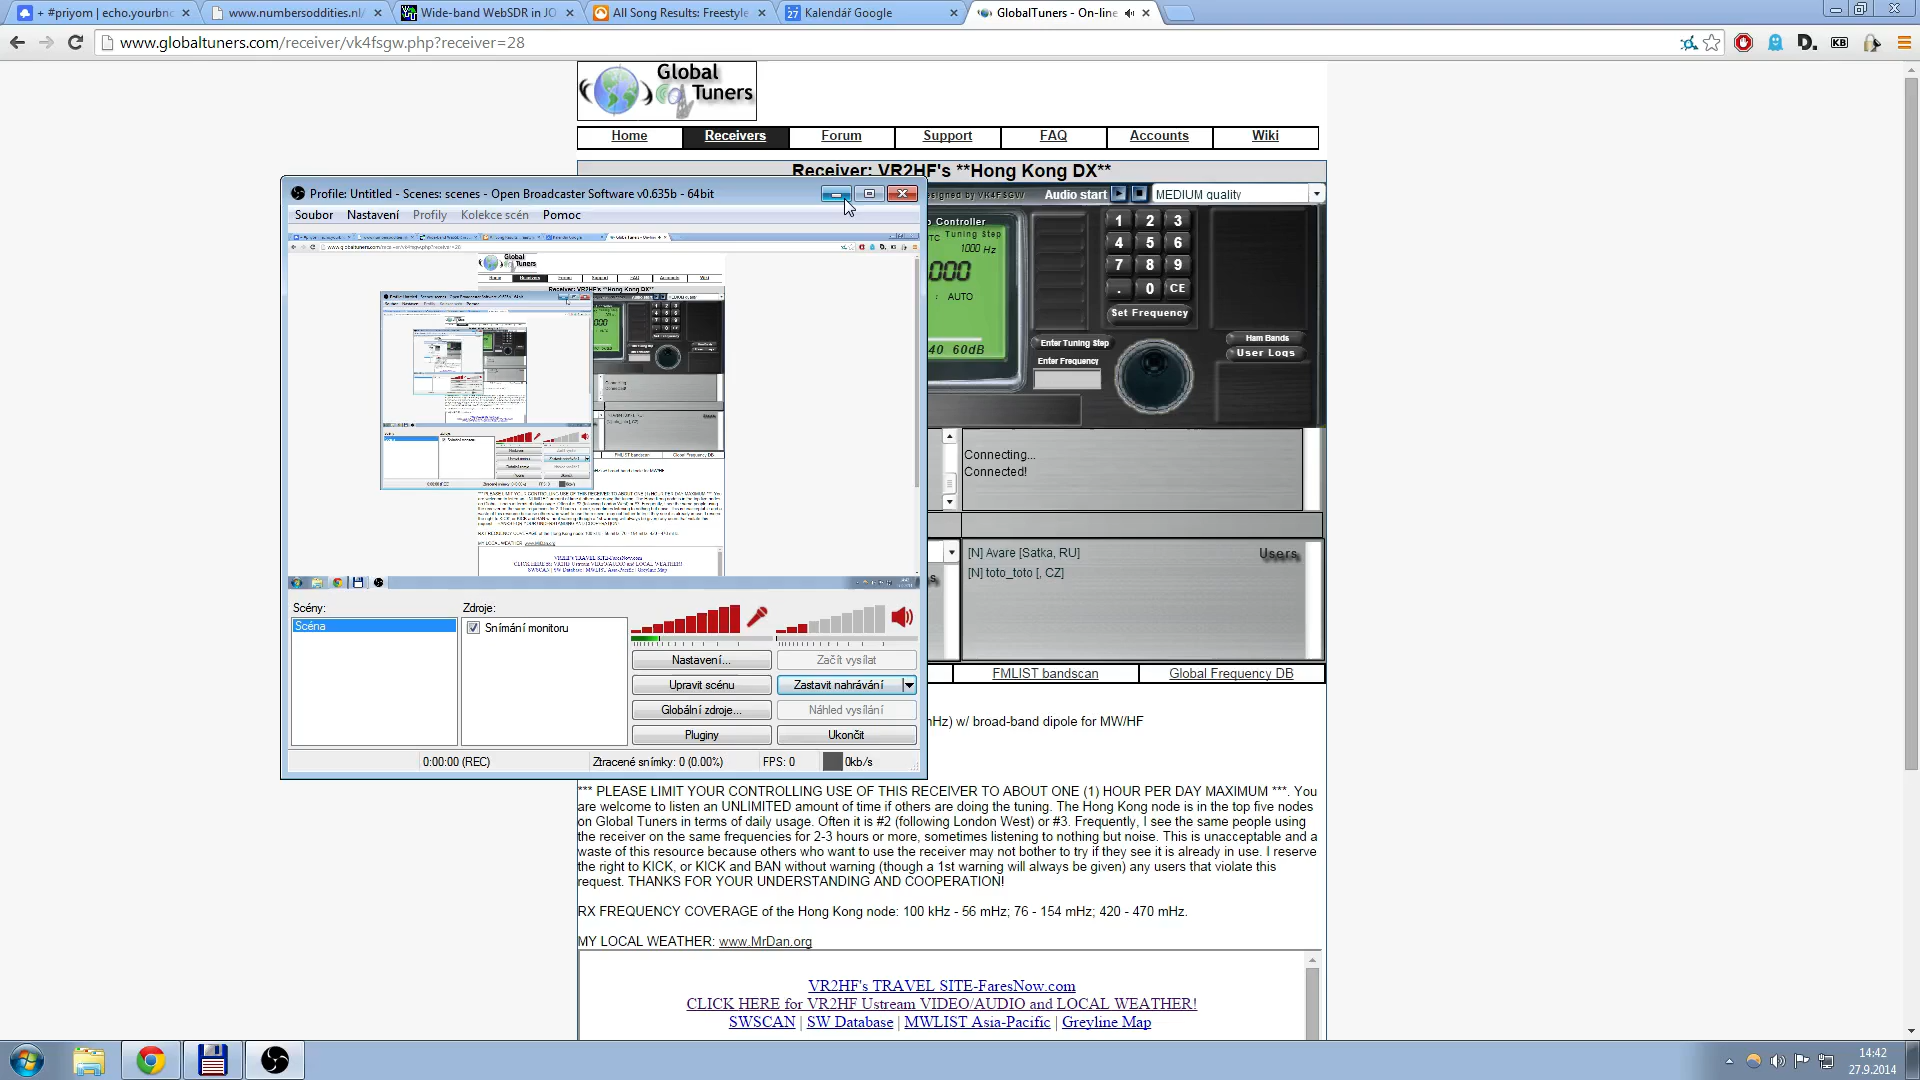 + #priyom | echo.yourbnc
www.numbersoddities.nl/
Wide-band WebSDR in JO
All Song Results: Freestyle
Kalendář Google
GlobalTuners - On-line
www.globaltuners.com/receiver/vk4fsgw.php?receiver=28
Global
Tuners
Home
Receivers
Forum
Support
FAQ
Accounts
Wiki
Receiver: VR2HF's **Hong Kong DX**
Profile: Untitled - Scenes: scenes - Open Broadcaster Software v0.635b - 64bit
Soubor
Nastavení
Profily
Kolekce scén
Pomoc
Audio start
MEDIUM quality
Controller
Tuning Step
1000 Hz
000
: AUTO
40 60dB
1 2 3
4 5 6
7 8 9
. 0 CE
Set Frequency
Enter Tuning Step
Enter Frequency
Ham Bands
User Logs
Connecting...
Connected!
[N] Avare [Satka, RU]
[N] toto_toto [, CZ]
Users
FMLIST bandscan
Global Frequency DB
Scény:
Scéna
Zdroje:
Snímání monitoru
Nastavení...
Začít vysílat
Upravit scénu
Zastavit nahrávání
Globální zdroje...
Náhled vysílání
Pluginy
Ukončit
0:00:00 (REC)
Ztracené snímky: 0 (0.00%)
FPS: 0
0kb/s
mHz) w/ broad-band dipole for MW/HF
*** PLEASE LIMIT YOUR CONTROLLING USE OF THIS RECEIVER TO ABOUT ONE (1) HOUR PER DAY MAXIMUM ***. You
are welcome to listen an UNLIMITED amount of time if others are doing the tuning. The Hong Kong node is in the top five nodes
on Global Tuners in terms of daily usage. Often it is #2 (following London West) or #3. Frequently, I see the same people using
the receiver on the same frequencies for 2-3 hours or more, sometimes listening to nothing but noise. This is unacceptable and a
waste of this resource because others who want to use the receiver may not bother to try if they see it is already in use. I reserve
the right to KICK, or KICK and BAN without warning (though a 1st warning will always be given) any users that violate this
request. THANKS FOR YOUR UNDERSTANDING AND COOPERATION!
RX FREQUENCY COVERAGE of the Hong Kong node: 100 kHz - 56 mHz; 76 - 154 mHz; 420 - 470 mHz.
MY LOCAL WEATHER: www.MrDan.org
VR2HF's TRAVEL SITE-FaresNow.com
CLICK HERE for VR2HF Ustream VIDEO/AUDIO and LOCAL WEATHER!
SWSCAN | SW Database | MWLIST Asia-Pacific | Greyline Map
14:42
27.9.2014